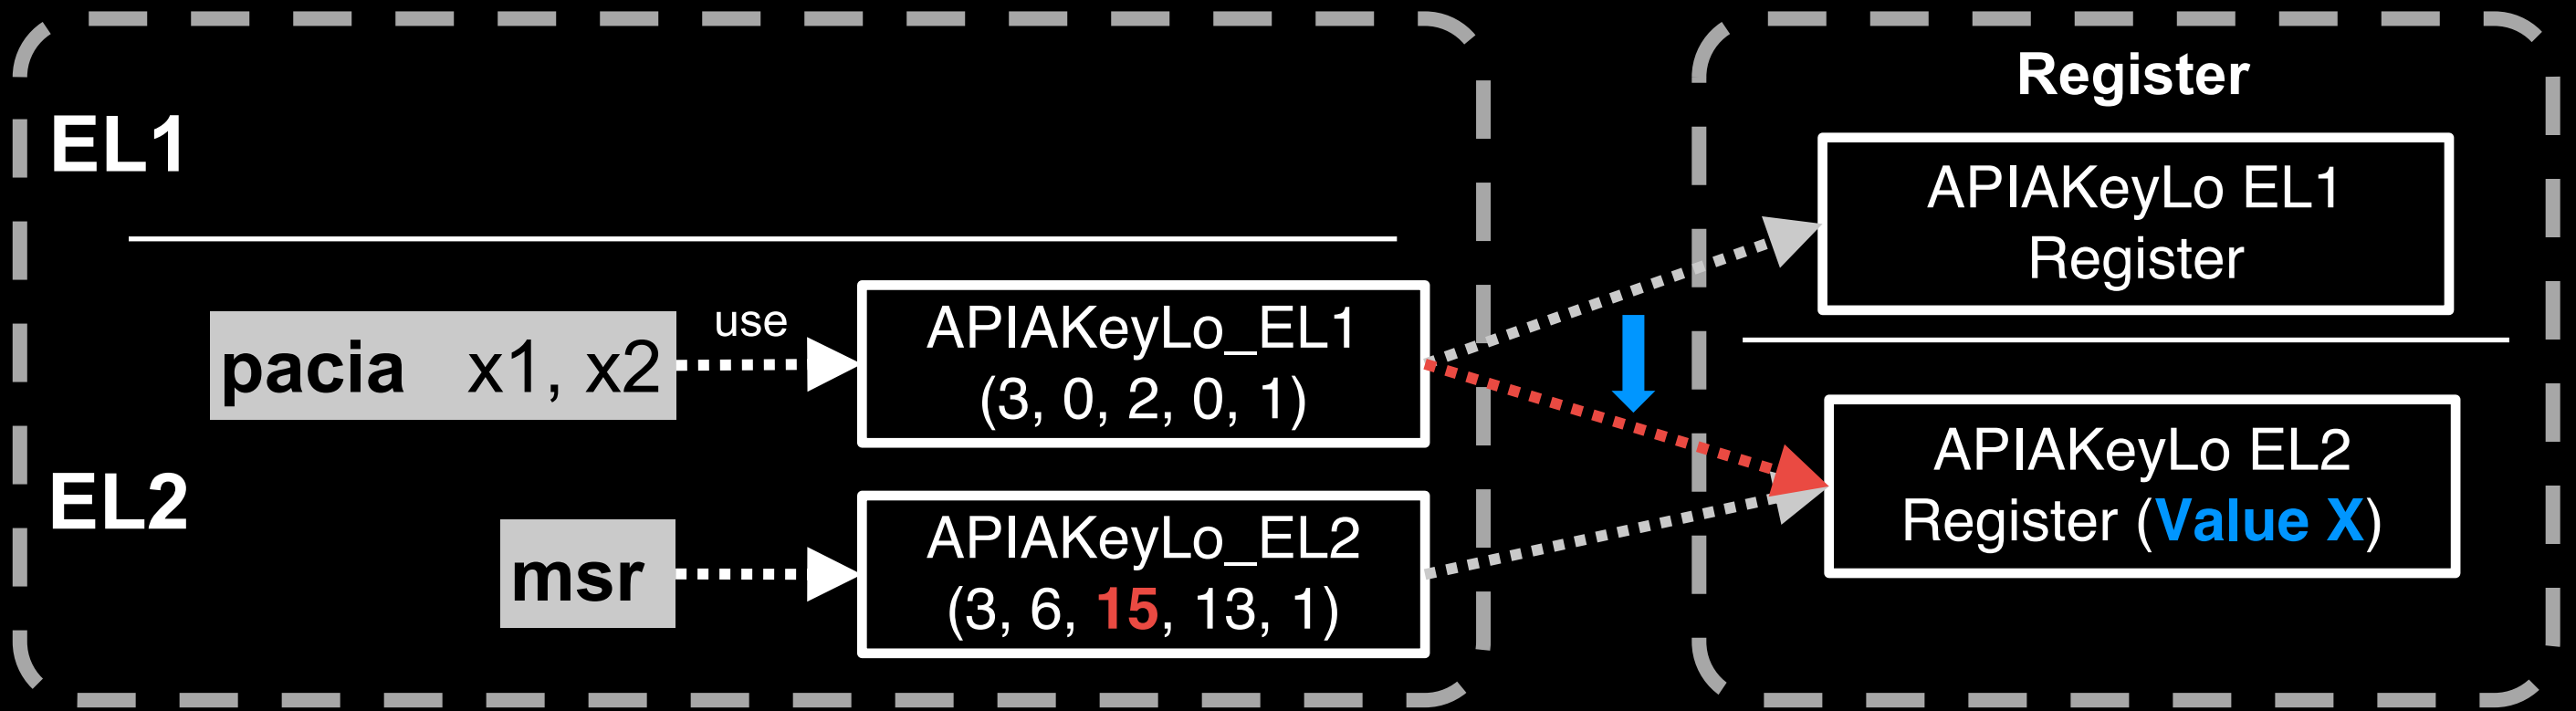 EL1
EL2
pacia x1, x2
use
APIAKeyLo_EL1
(3, 0, 2, 0, 1)
msr
APIAKeyLo_EL2
(3, 6, 15, 13, 1)
Register
APIAKeyLo EL1
Register
APIAKeyLo EL2
Register (Value X)